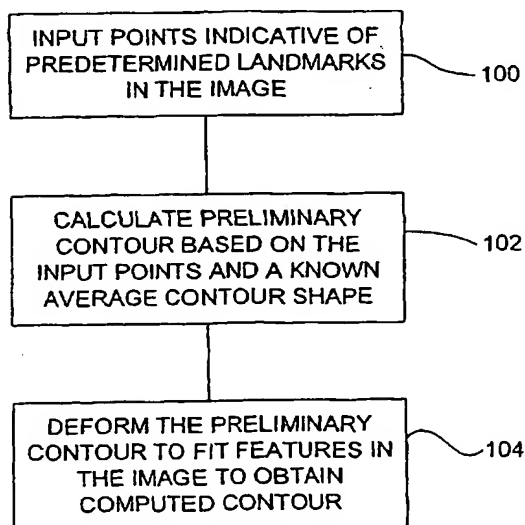 INPUT POINTS INDICATIVE OF
PREDETERMINED LANDMARKS
IN THE IMAGE
100
CALCULATE PRELIMINARY
CONTOUR BASED ON THE
INPUT POINTS AND A KNOWN
AVERAGE CONTOUR SHAPE
102
DEFORM THE PRELIMINARY
CONTOUR TO FIT FEATURES IN
THE IMAGE TO OBTAIN
COMPUTED CONTOUR
104